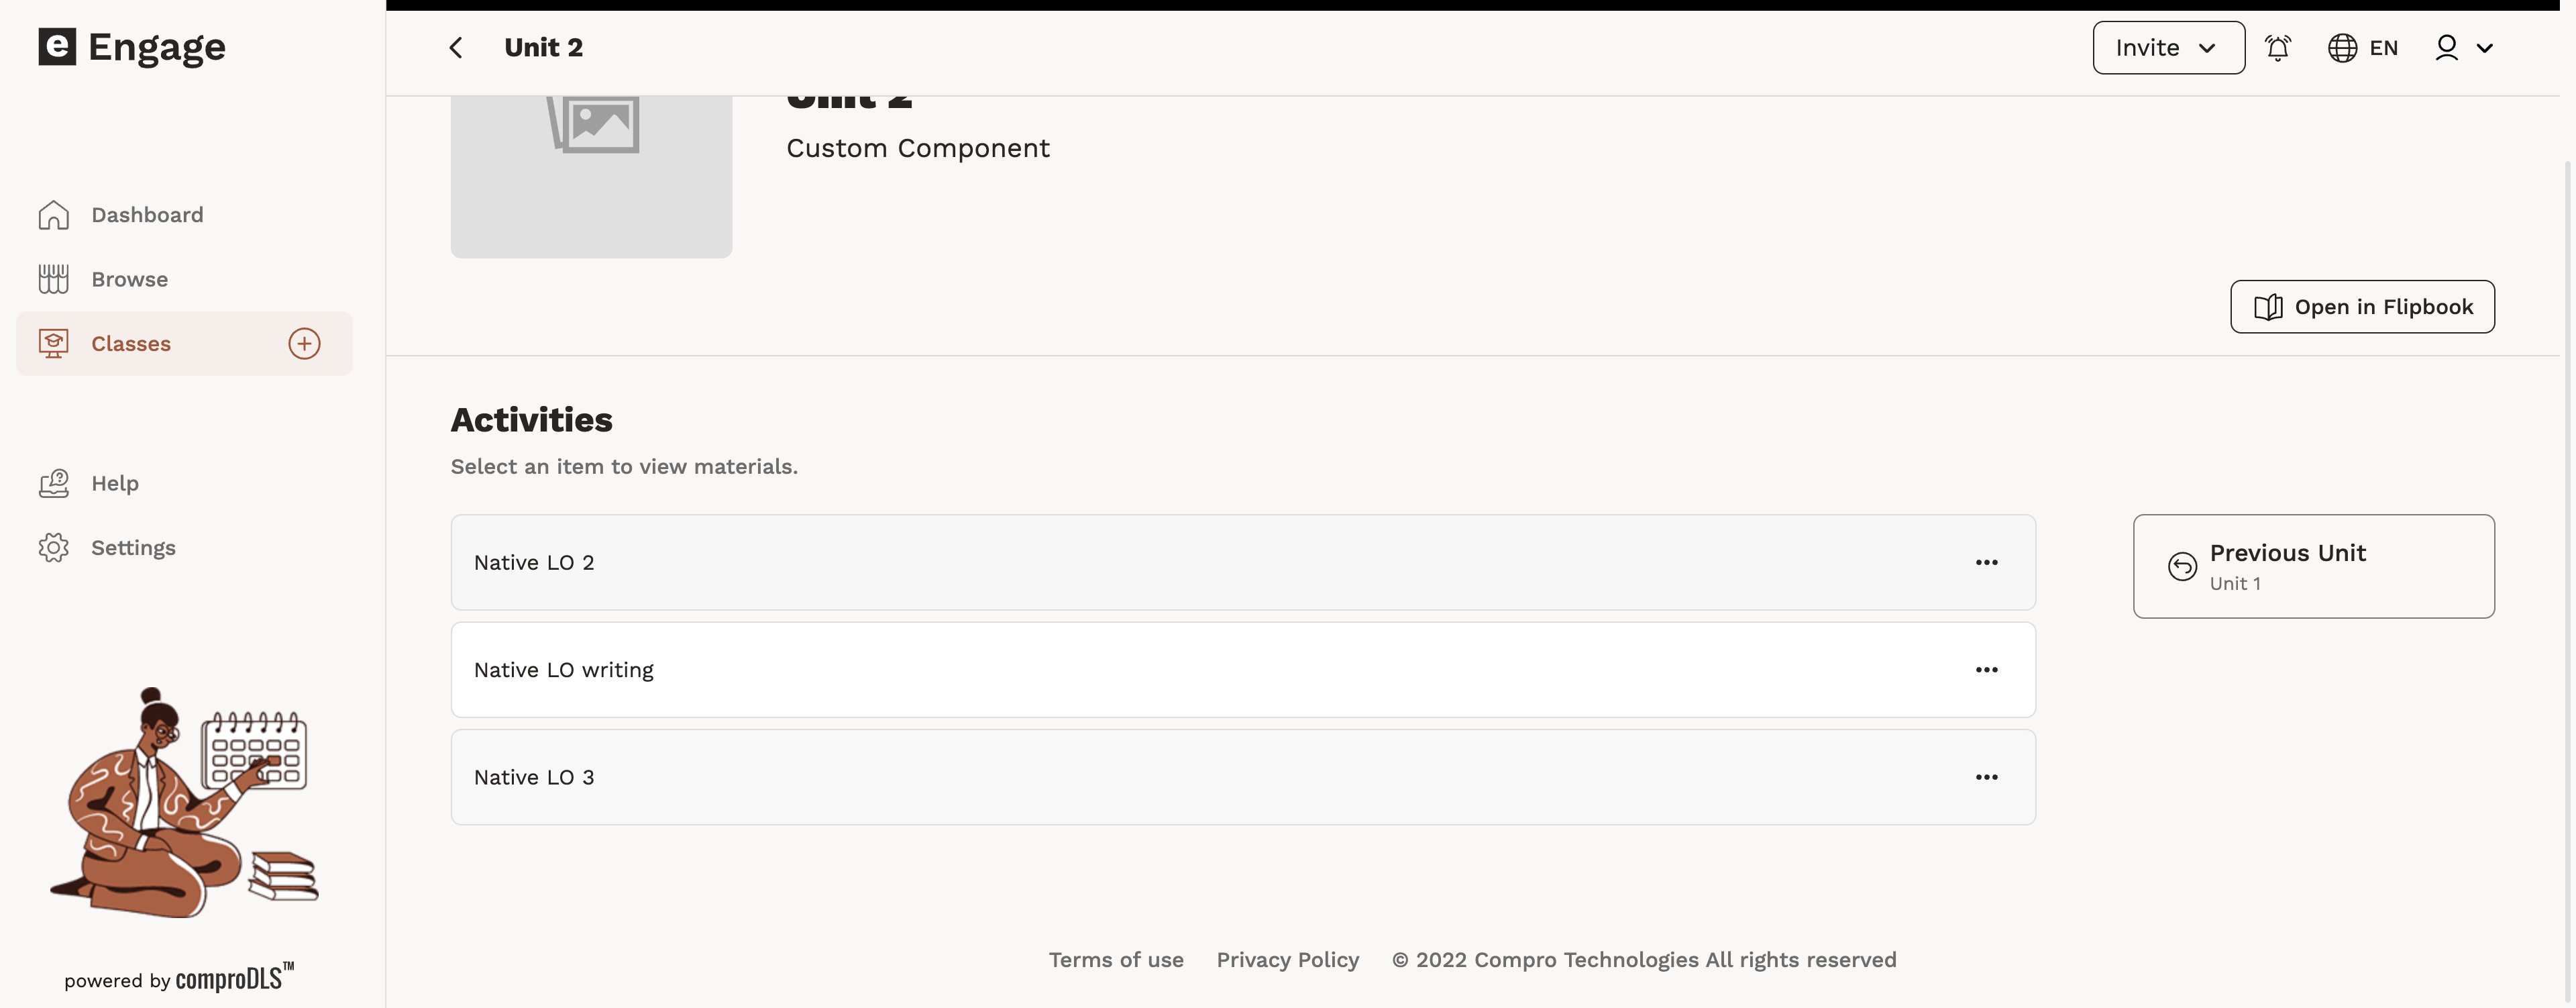 e Engage
Unit 2
Invite
EN
Dashboard
Browse
Classes
Help
Settings
powered by comproDLS™
Unit 2
Custom Component
Open in Flipbook
Activities
Select an item to view materials.
Native LO 2
Native LO writing
Native LO 3
Previous Unit
Unit 1
Terms of use Privacy Policy © 2022 Compro Technologies All rights reserved